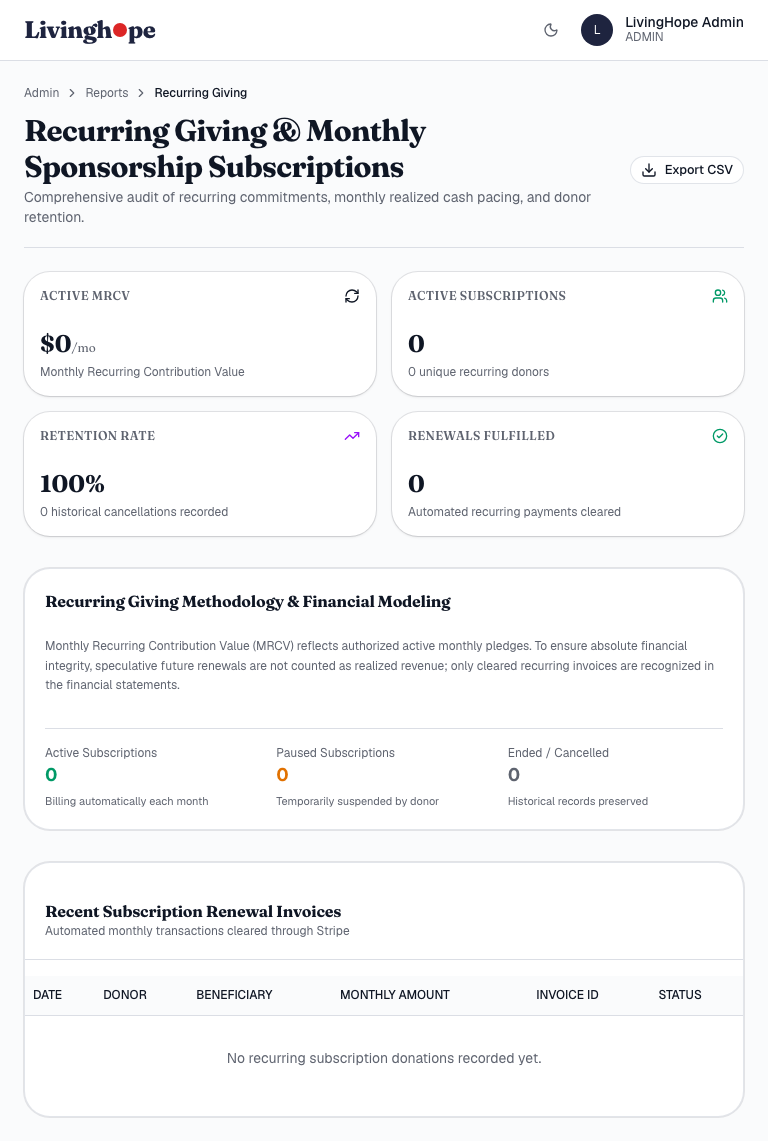 Livinghope
L
LivingHope Admin
ADMIN
Admin > Reports > Recurring Giving
Recurring Giving & Monthly
Sponsorship Subscriptions
Export CSV
Comprehensive audit of recurring commitments, monthly realized cash pacing, and donor
retention.
ACTIVE MRCV
$0/mo
Monthly Recurring Contribution Value
ACTIVE SUBSCRIPTIONS
0
0 unique recurring donors
RETENTION RATE
100%
0 historical cancellations recorded
RENEWALS FULFILLED
0
Automated recurring payments cleared
Recurring Giving Methodology & Financial Modeling
Monthly Recurring Contribution Value (MRCV) reflects authorized active monthly pledges. To ensure absolute financial
integrity, speculative future renewals are not counted as realized revenue; only cleared recurring invoices are recognized in
the financial statements.
Active Subscriptions
0
Billing automatically each month
Paused Subscriptions
0
Temporarily suspended by donor
Ended / Cancelled
0
Historical records preserved
Recent Subscription Renewal Invoices
Automated monthly transactions cleared through Stripe
DATE DONOR BENEFICIARY MONTHLY AMOUNT INVOICE ID STATUS
No recurring subscription donations recorded yet.